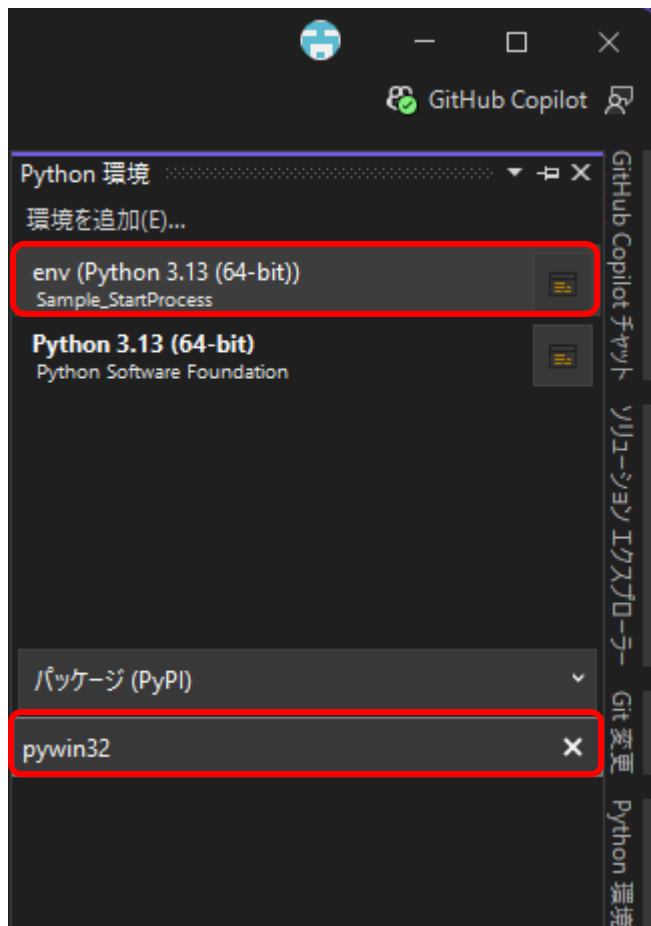 GitHub Copilot
Python 環境
環境を追加(E)...
env (Python 3.13 (64-bit))
Sample_StartProcess
Python 3.13 (64-bit)
Python Software Foundation
パッケージ (PyPI)
pywin32
GitHub Copilot チャット
ソリューション エクスプローラー
Git 変更
Python 環境